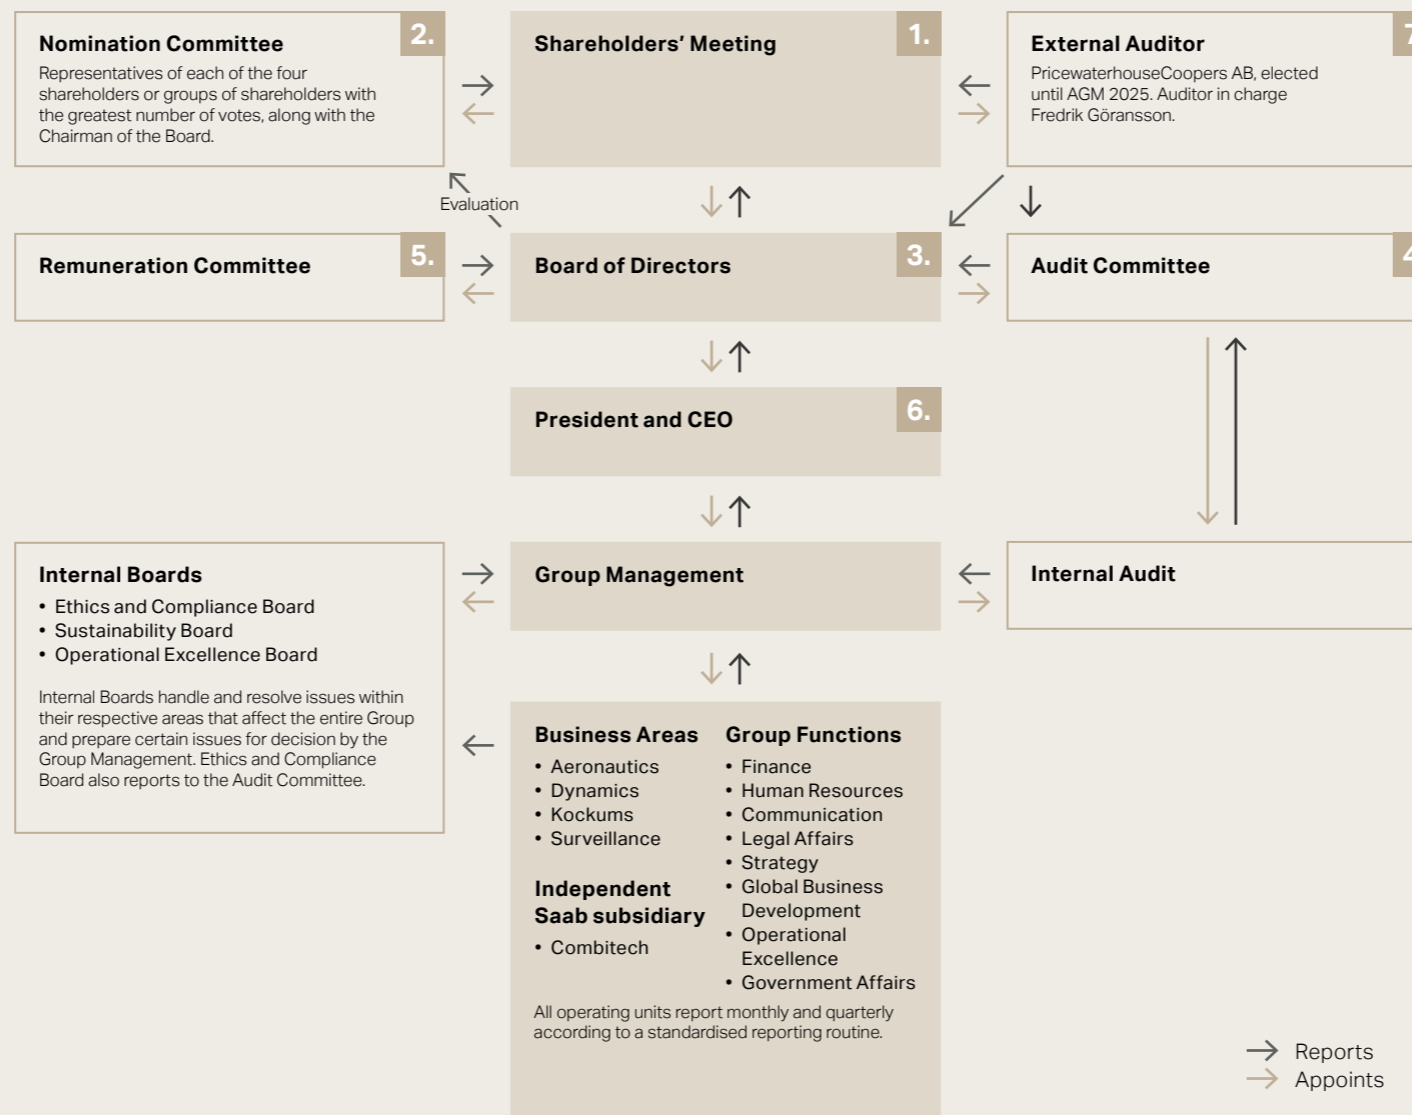 Nomination Committee
2.
Representatives of each of the four
shareholders or groups of shareholders with
the greatest number of votes, along with the
Chairman of the Board.
Shareholders’ Meeting
1.
External Auditor
7
PricewaterhouseCoopers AB, elected
until AGM 2025. Auditor in charge
Fredrik Göransson.
Evaluation
Remuneration Committee
5.
Board of Directors
3.
Audit Committee
4
President and CEO
6.
Internal Boards
• Ethics and Compliance Board
• Sustainability Board
• Operational Excellence Board
Internal Boards handle and resolve issues within
their respective areas that affect the entire Group
and prepare certain issues for decision by the
Group Management. Ethics and Compliance
Board also reports to the Audit Committee.
Group Management
Internal Audit
Business Areas
• Aeronautics
• Dynamics
• Kockums
• Surveillance
Independent
Saab subsidiary
• Combitech
Group Functions
• Finance
• Human Resources
• Communication
• Legal Affairs
• Strategy
• Global Business
Development
• Operational
Excellence
• Government Affairs
All operating units report monthly and quarterly
according to a standardised reporting routine.
Reports
Appoints